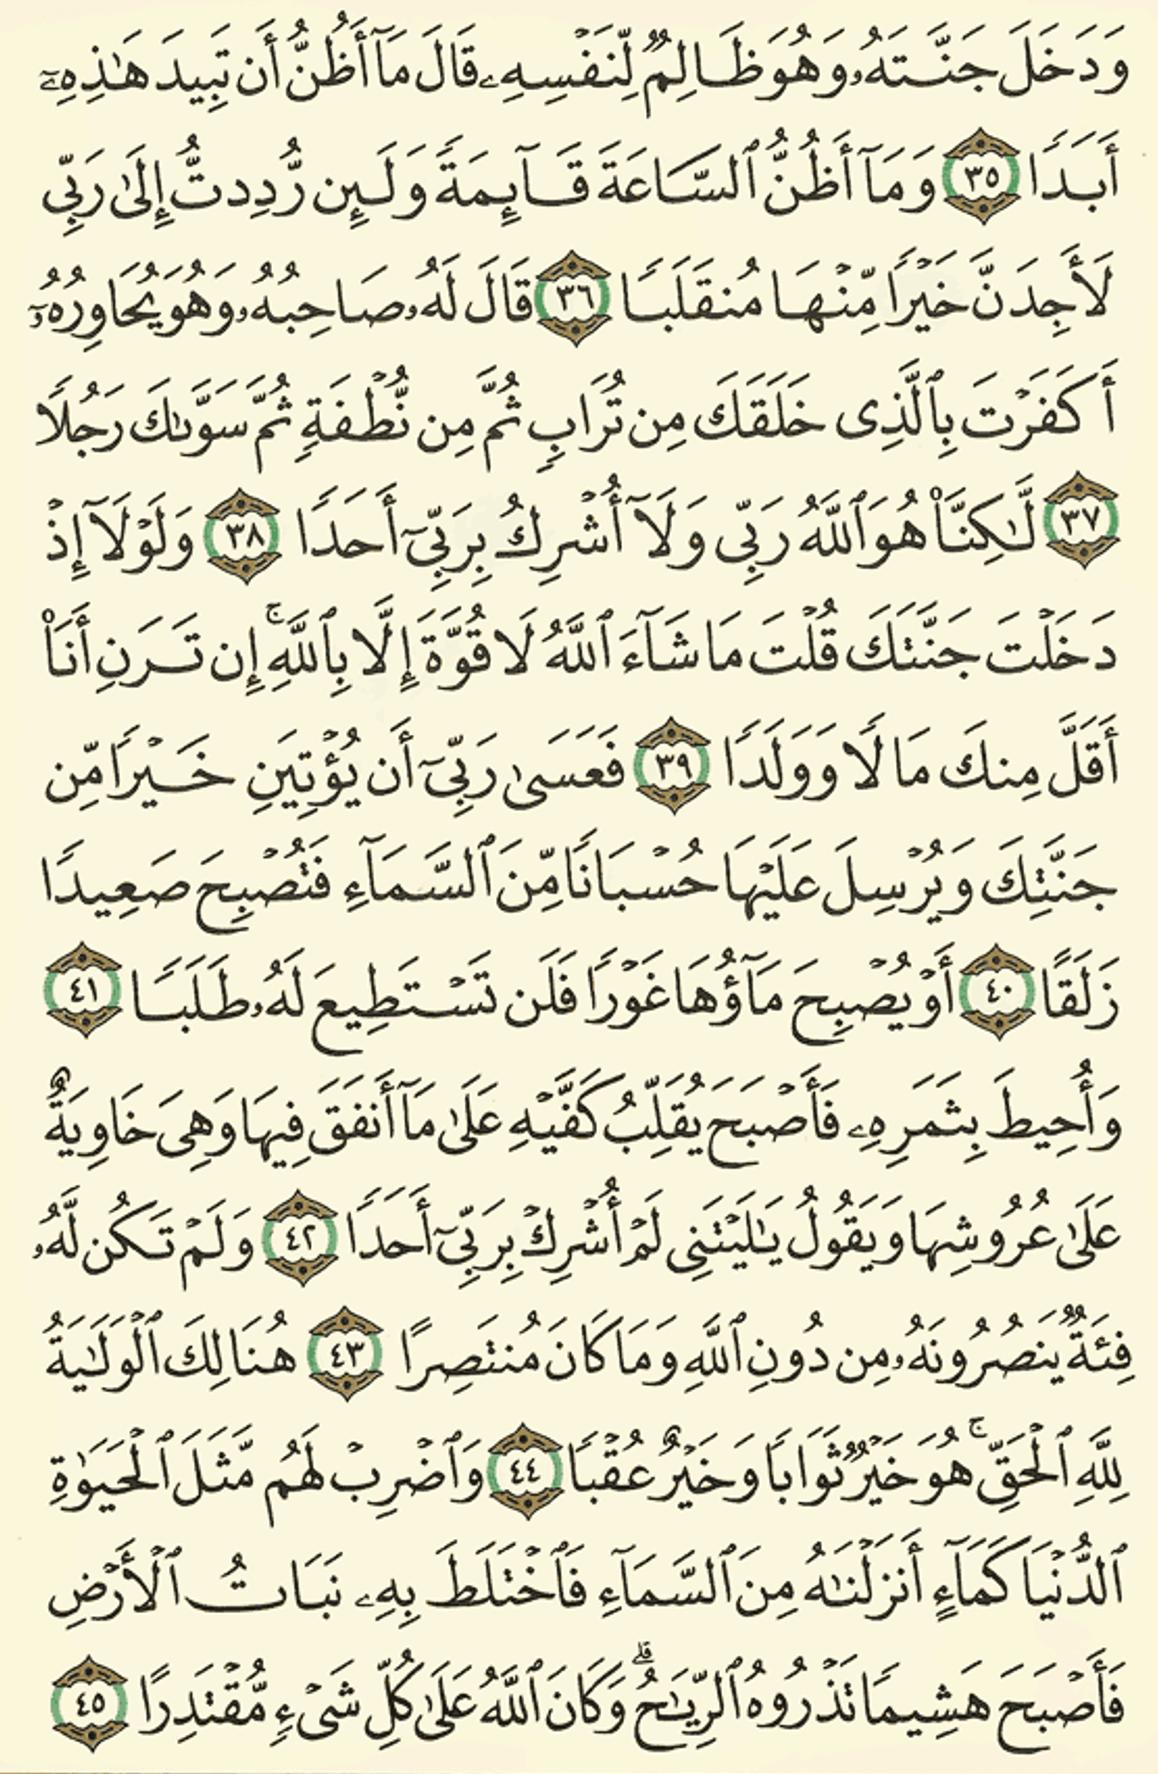 وَدَخَلَ جَنَّتَهُۥ وَهُوَ ظَالِمٌ لِّنَفْسِهِۦ قَالَ مَآ أَظُنُّ أَن تَبِيدَ هَٰذِهِۦٓ
أَبَدًا ٣٥ وَمَآ أَظُنُّ ٱلسَّاعَةَ قَآئِمَةً وَلَئِن رُّدِدتُّ إِلَىٰ رَبِّى
لَأَجِدَنَّ خَيْرًا مِّنْهَا مُنقَلَبًا ٣٦ قَالَ لَهُۥ صَاحِبُهُۥ وَهُوَ يُحَاوِرُهُۥٓ
أَكَفَرْتَ بِٱلَّذِى خَلَقَكَ مِن تُرَابٍ ثُمَّ مِن نُّطْفَةٍ ثُمَّ سَوَّىٰكَ رَجُلًا
٣٧ لَّٰكِنَّا۠ هُوَ ٱللَّهُ رَبِّى وَلَآ أُشْرِكُ بِرَبِّىٓ أَحَدًا ٣٨ وَلَوْلَآ إِذْ
دَخَلْتَ جَنَّتَكَ قُلْتَ مَا شَآءَ ٱللَّهُ لَا قُوَّةَ إِلَّا بِٱللَّهِ ۚ إِن تَرَنِ أَنَا۠
أَقَلَّ مِنكَ مَالًا وَوَلَدًا ٣٩ فَعَسَىٰ رَبِّىٓ أَن يُؤْتِيَنِ خَيْرًا مِّن
جَنَّتِكَ وَيُرْسِلَ عَلَيْهَا حُسْبَانًا مِّنَ ٱلسَّمَآءِ فَتُصْبِحَ صَعِيدًا
زَلَقًا ٤٠ أَوْ يُصْبِحَ مَآؤُهَا غَوْرًا فَلَن تَسْتَطِيعَ لَهُۥ طَلَبًا ٤١
وَأُحِيطَ بِثَمَرِهِۦ فَأَصْبَحَ يُقَلِّبُ كَفَّيْهِ عَلَىٰ مَآ أَنفَقَ فِيهَا وَهِىَ خَاوِيَةٌ
عَلَىٰ عُرُوشِهَا وَيَقُولُ يَٰلَيْتَنِى لَمْ أُشْرِكْ بِرَبِّىٓ أَحَدًا ٤٢ وَلَمْ تَكُن لَّهُۥ
فِئَةٌ يَنصُرُونَهُۥ مِن دُونِ ٱللَّهِ وَمَا كَانَ مُنتَصِرًا ٤٣ هُنَالِكَ ٱلْوَلَٰيَةُ
لِلَّهِ ٱلْحَقِّ ۚ هُوَ خَيْرٌ ثَوَابًا وَخَيْرٌ عُقْبًا ٤٤ وَٱضْرِبْ لَهُم مَّثَلَ ٱلْحَيَوٰةِ
ٱلدُّنْيَا كَمَآءٍ أَنزَلْنَٰهُ مِنَ ٱلسَّمَآءِ فَٱخْتَلَطَ بِهِۦ نَبَاتُ ٱلْأَرْضِ
فَأَصْبَحَ هَشِيمًا تَذْرُوهُ ٱلرِّيَٰحُ ۗ وَكَانَ ٱللَّهُ عَلَىٰ كُلِّ شَىْءٍ مُّقْتَدِرًا ٤٥